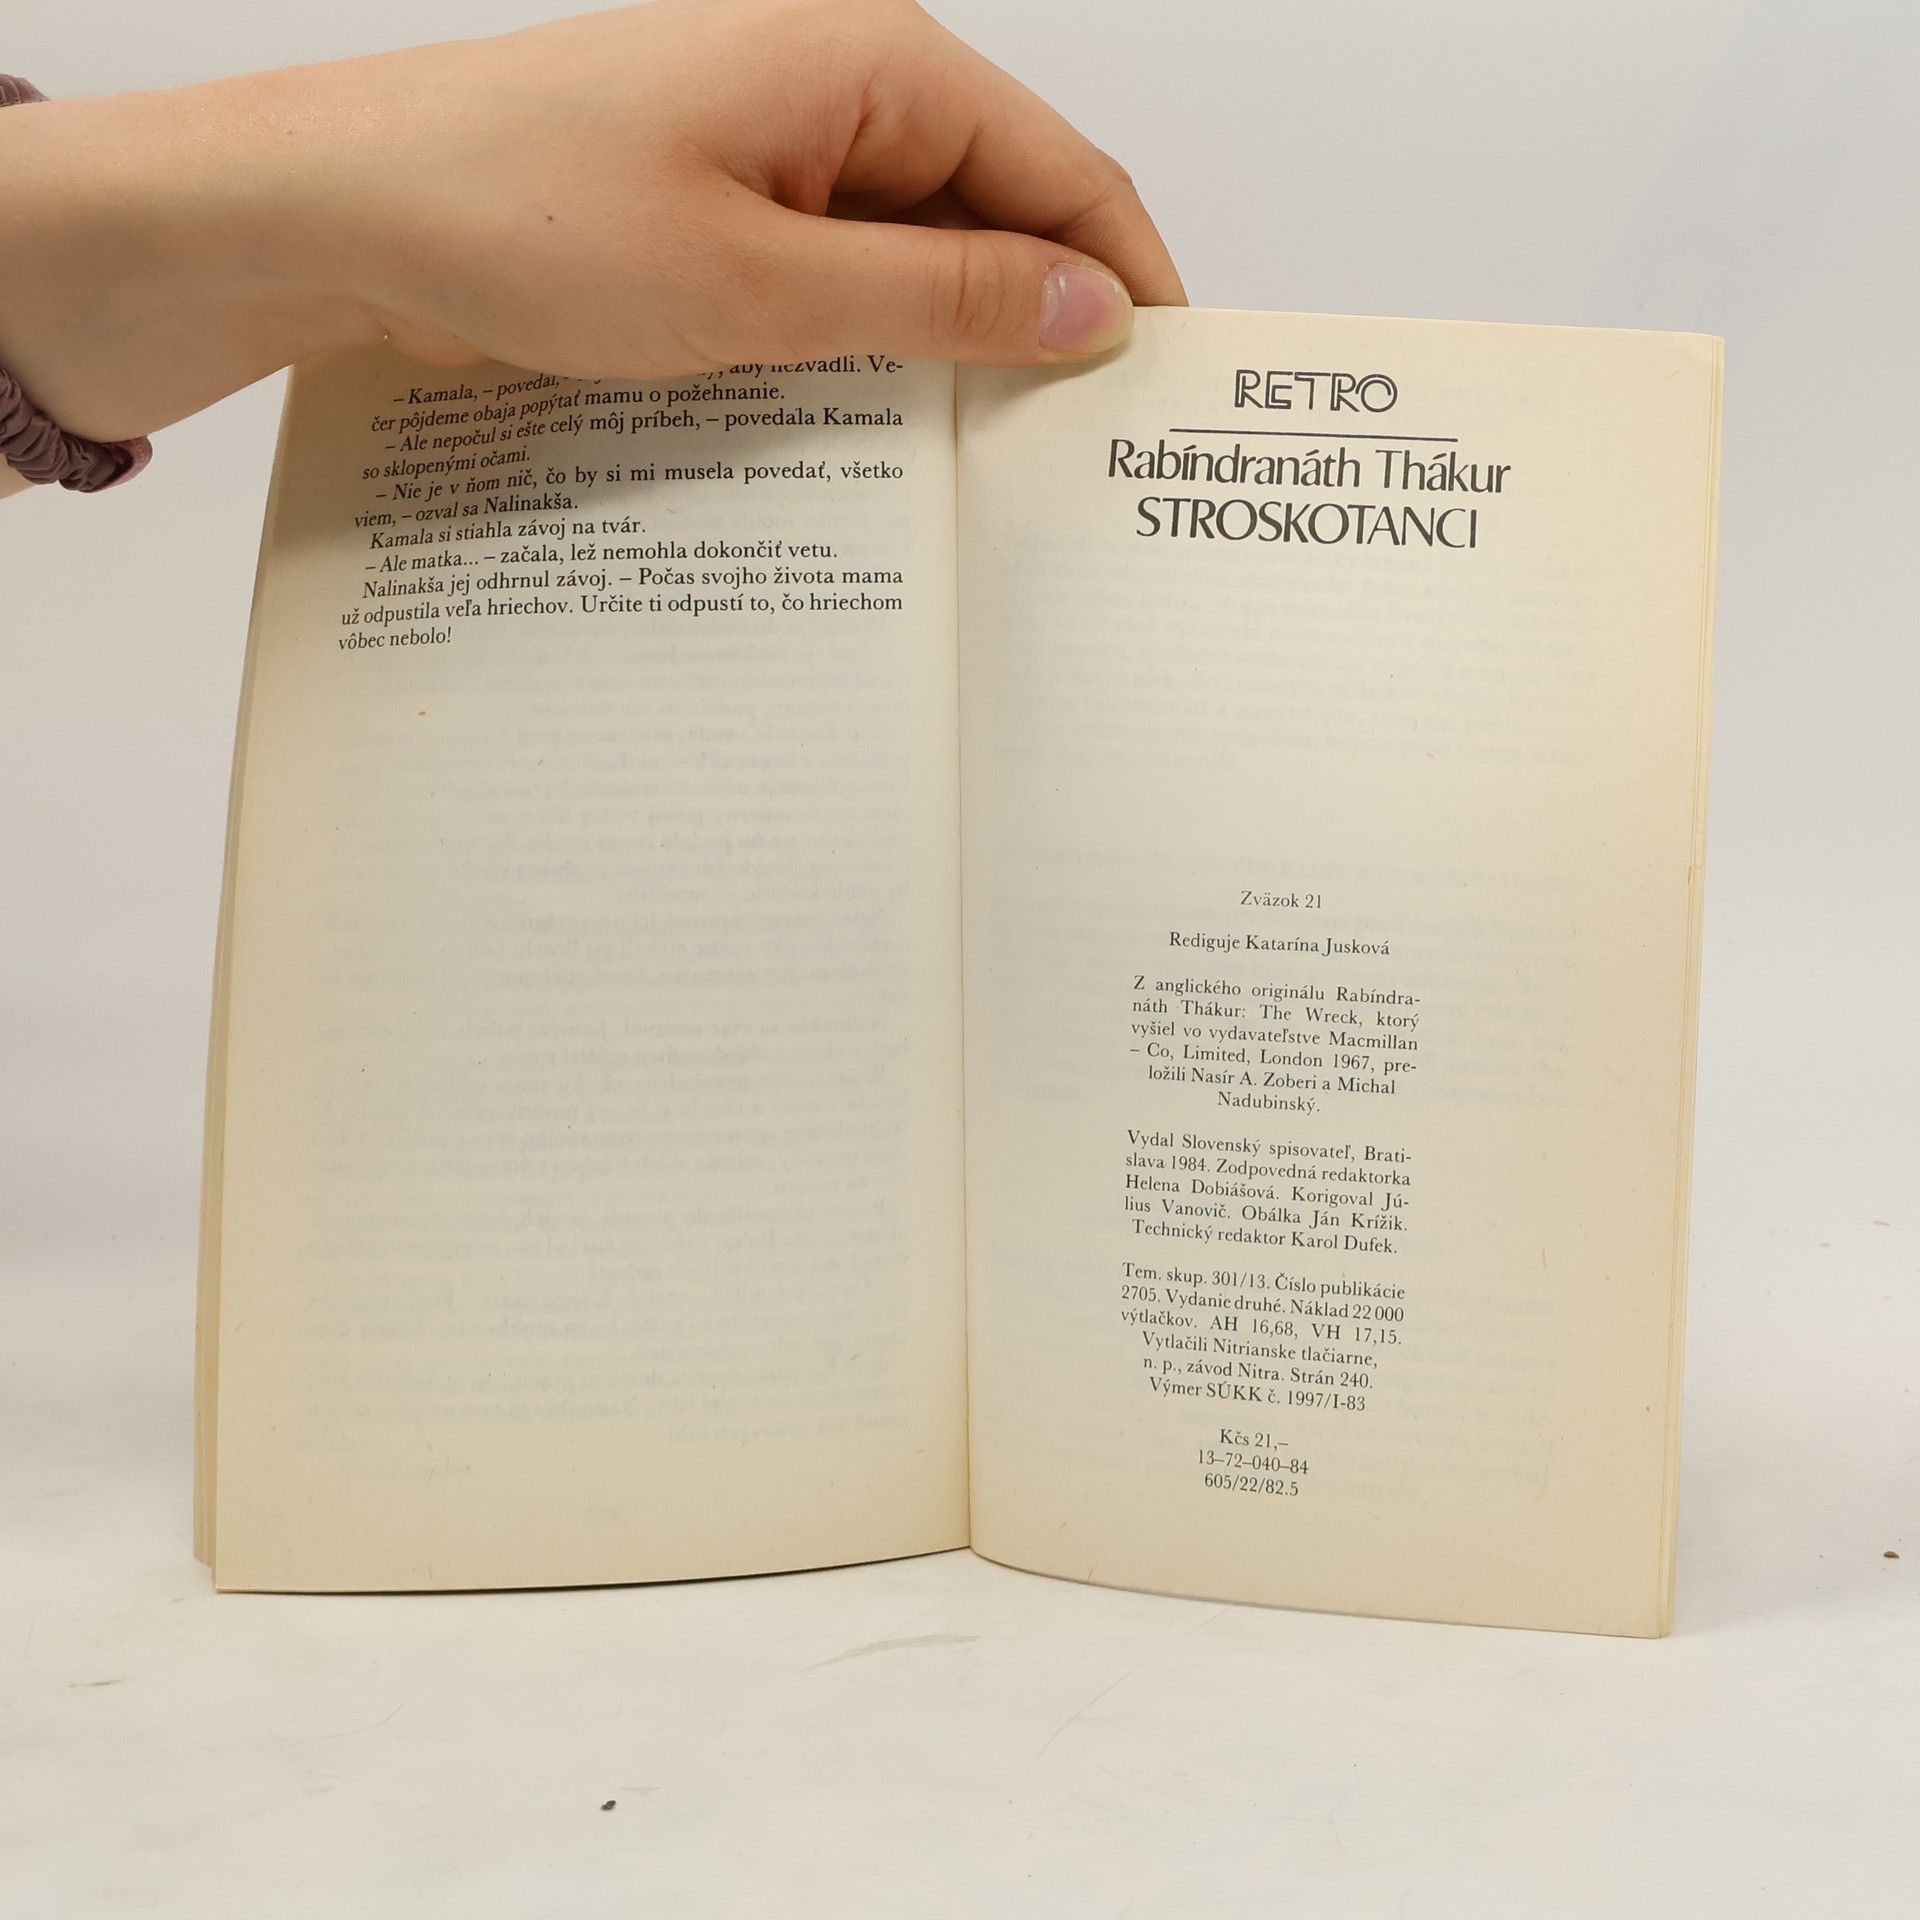 aby nezvadli. Ve-
– Kamala, – povedal, –
čer pôjdeme obaja popýtať mamu o požehnanie.
– Ale nepočul si ešte celý môj príbeh, – povedala Kamala
so sklopenými očami.
– Nie je v ňom nič, čo by si mi musela povedať, všetko
viem, – ozval sa Nalinakša.
Kamala si stiahla závoj na tvár.
– Ale matka... – začala, lež nemohla dokončiť vetu.
Nalinakša jej odhrnul závoj. – Počas svojho života mama
už odpustila veľa hriechov. Určite ti odpustí to, čo hriechom
vôbec nebolo!
RETRO
Rabíndranáth Thákur
STROSKOTANCI
Zväzok 21
Rediguje Katarína Jusková
Z anglického originálu Rabíndra-
náth Thákur: The Wreck, ktorý
vyšiel vo vydavateľstve Macmillan
– Co, Limited, London 1967, pre-
ložili Nasír A. Zoberi a Michal
Nadubinský.
Vydal Slovenský spisovateľ, Brati-
slava 1984. Zodpovedná redaktorka
Helena Dobiášová. Korigoval Jú-
lius Vanovič. Obálka Ján Krížik.
Technický redaktor Karol Dufek.
Tem. skup. 301/13. Číslo publikácie
2705. Vydanie druhé. Náklad 22 000
výtlačkov. AH 16,68, VH 17,15.
Vytlačili Nitrianske tlačiarne,
n. p., závod Nitra. Strán 240.
Výmer SÚKK č. 1997/I-83
Kčs 21,–
13–72–040–84
605/22/82.5